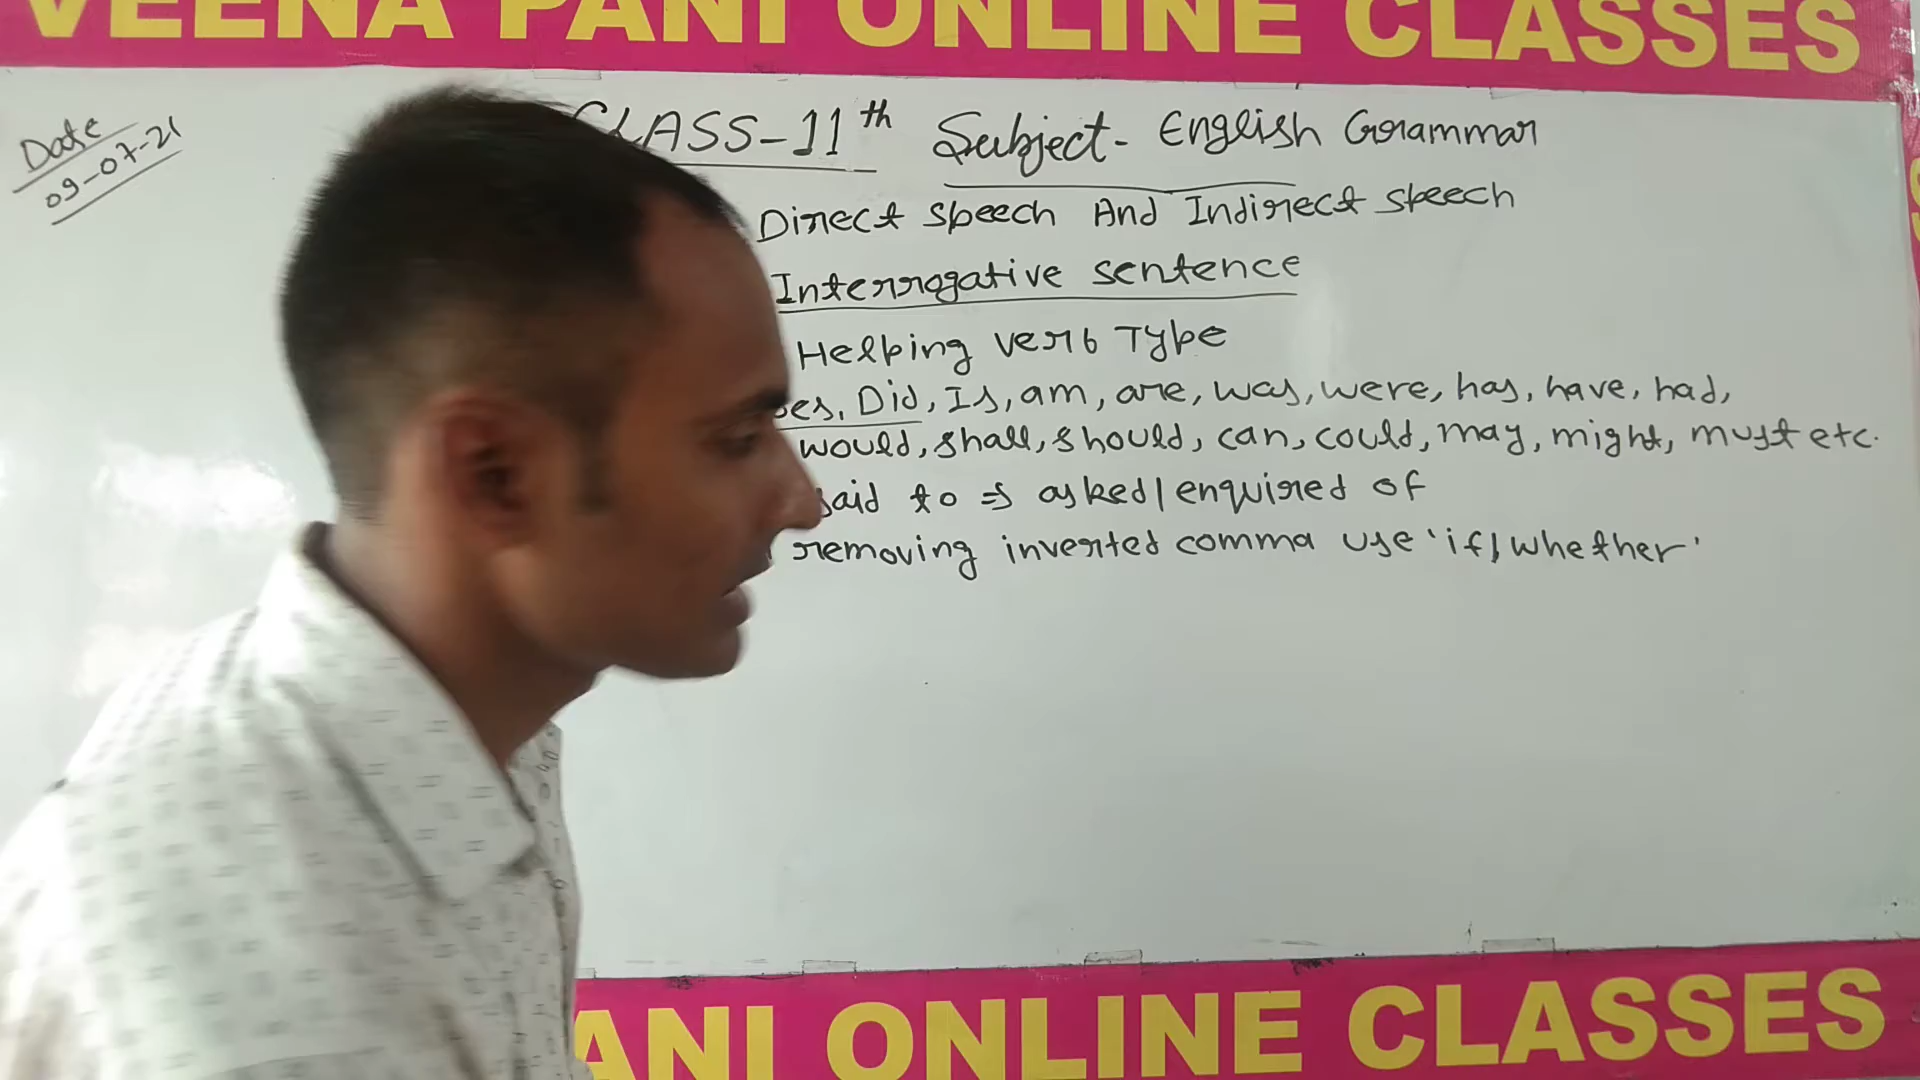 VEENA PANI ONLINE CLASSES
Date
09-07-21
CLASS-11th Subject- English Grammar
Direct speech And Indirect speech
Interrogative sentence
Helping verb Type
Did, Is, am, are, was, were, has, have, had,
would, shall, should, can, could, may, might, must etc.
said to ⇒ asked/enquired of
removing inverted comma use 'if/whether'
ONLINE CLASSES